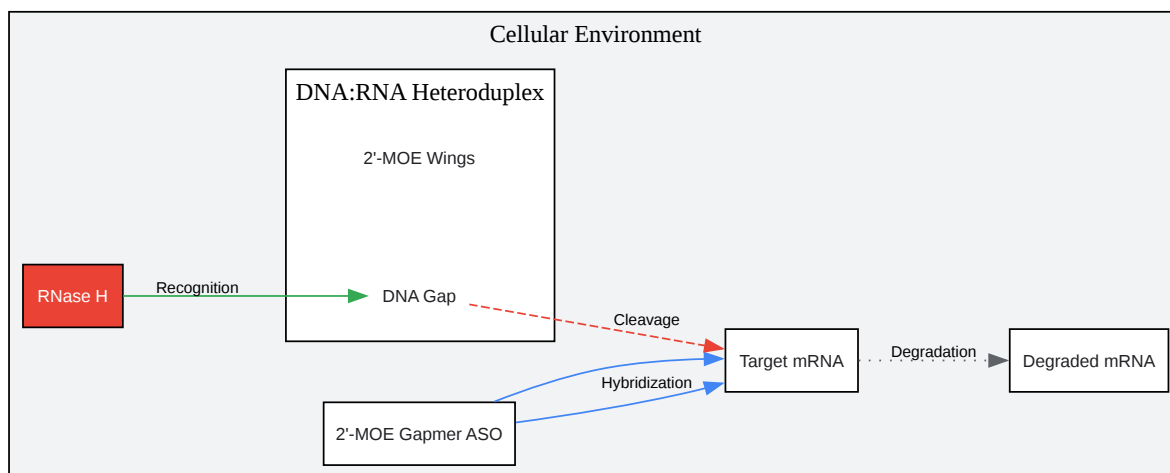 Cellular Environment
DNA:RNA Heteroduplex
2'-MOE Wings
RNase H
Recognition
DNA Gap
Cleavage
Target mRNA
Degradation
Degraded mRNA
Hybridization
2'-MOE Gapmer ASO